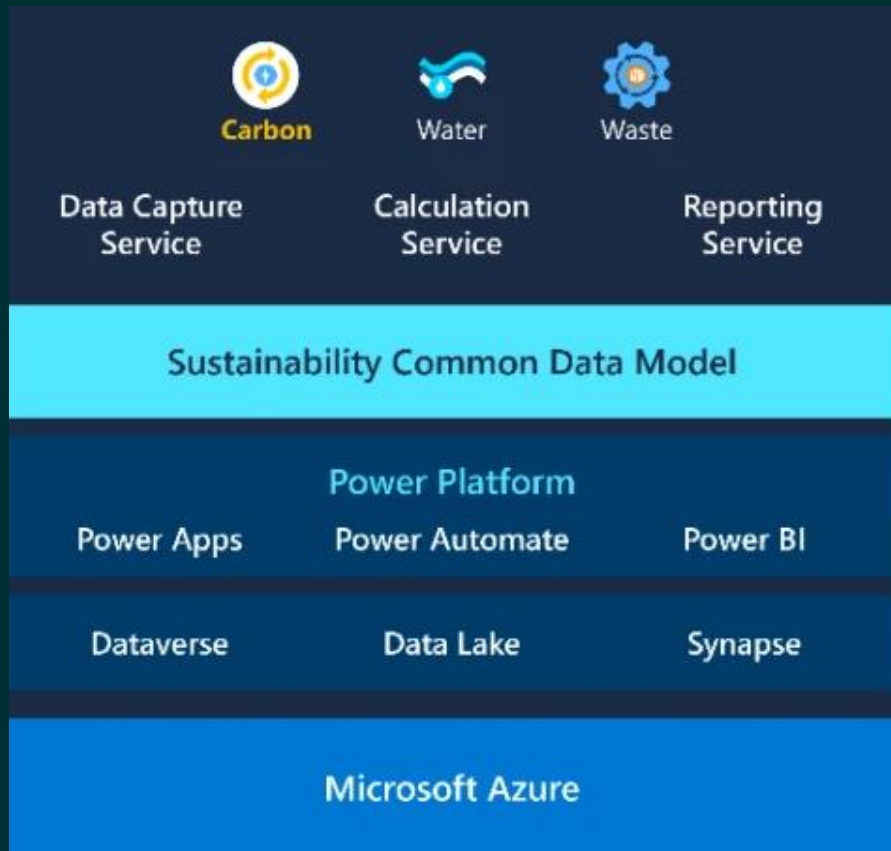 Carbon
Water
Waste
Data Capture
Service
Calculation
Service
Reporting
Service
Sustainability Common Data Model
Power Platform
Power Apps
Power Automate
Power BI
Dataverse
Data Lake
Synapse
Microsoft Azure